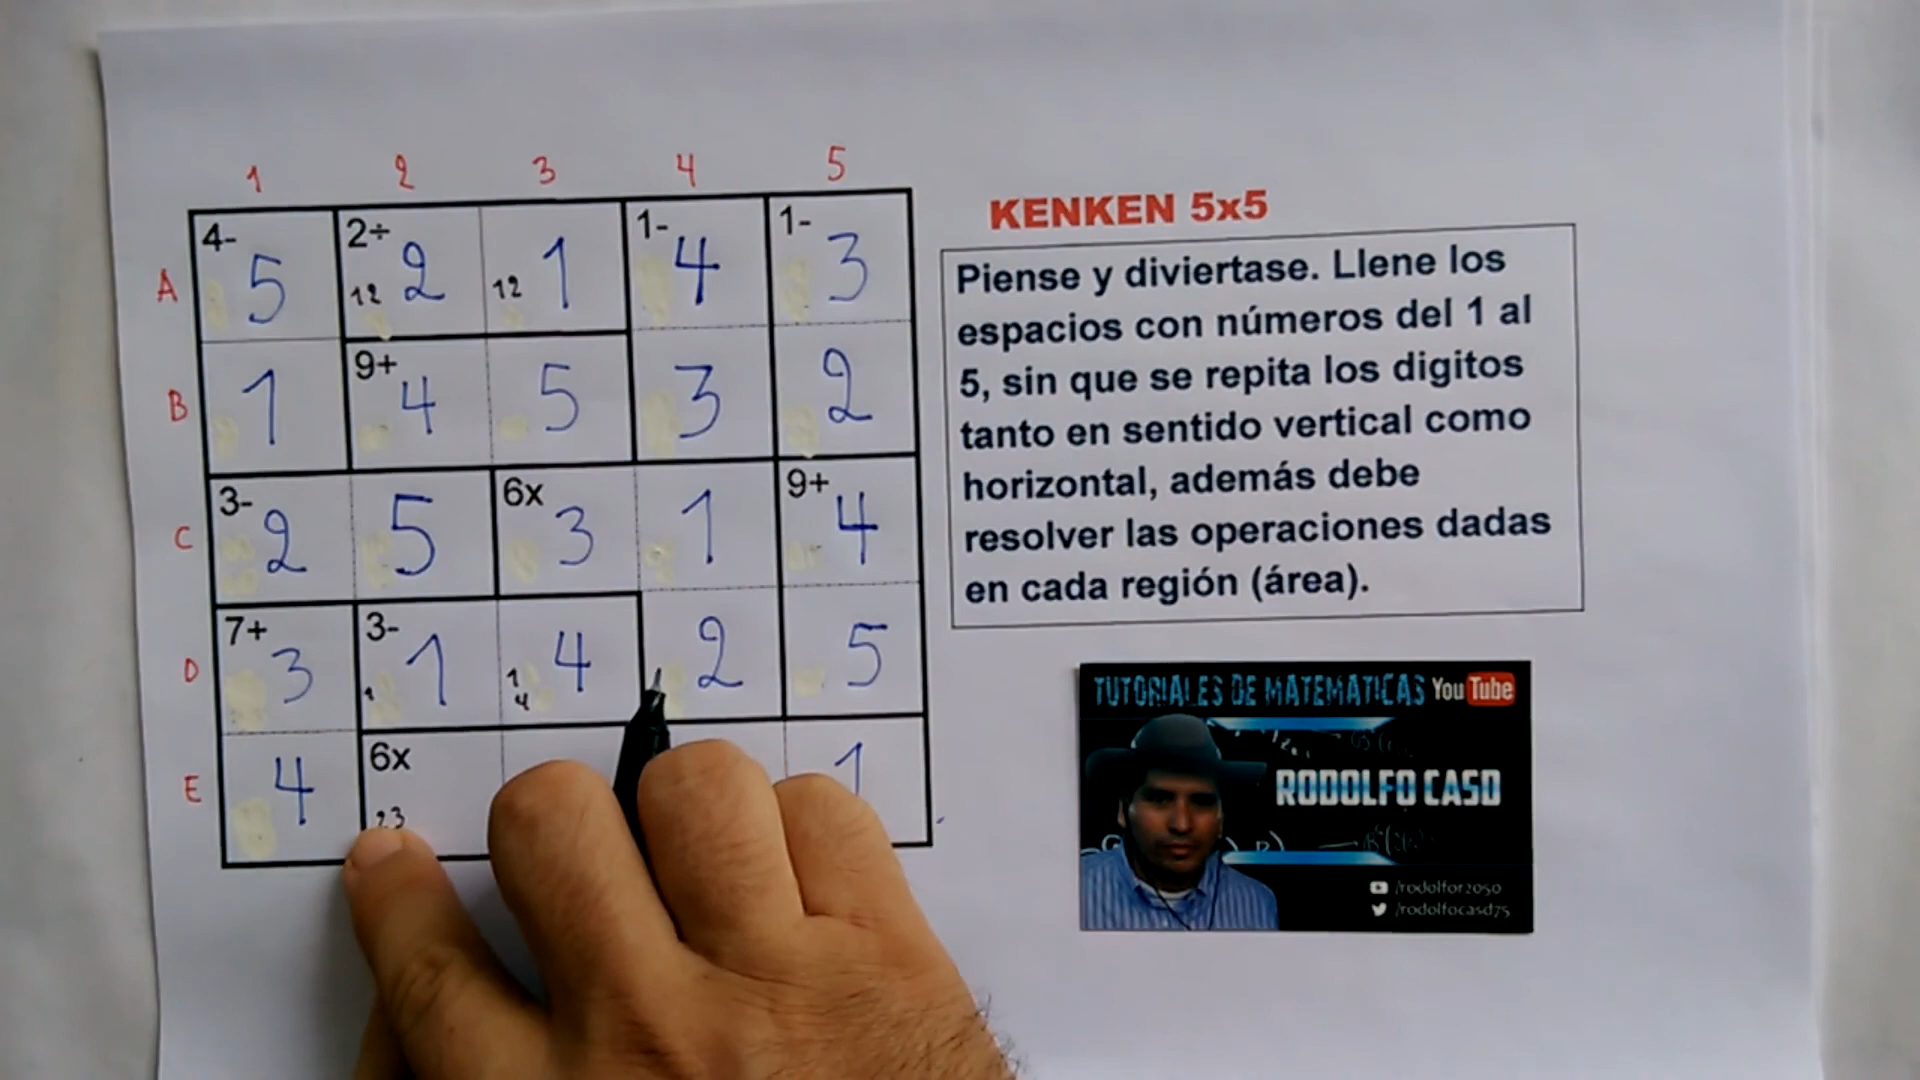 1 2 3 4 5
KENKEN 5x5
4- 2÷ 1- 1-
A 5 12 2 12 1 4 3
Piense y diviertase. Llene los
espacios con números del 1 al
5, sin que se repita los digitos
tanto en sentido vertical como
horizontal, además debe
resolver las operaciones dadas
en cada región (área).
9+
B 1 4 5 3 2
3- 6x 9+
C 2 5 3 1 4
7+ 3-
D 3 1 1 4 4 2 5
6x
E 4 23 1
TUTORIALES DE MATEMATICAS YouTube
RODOLFO CASD
/rodolfor2050
/rodolfocasd75